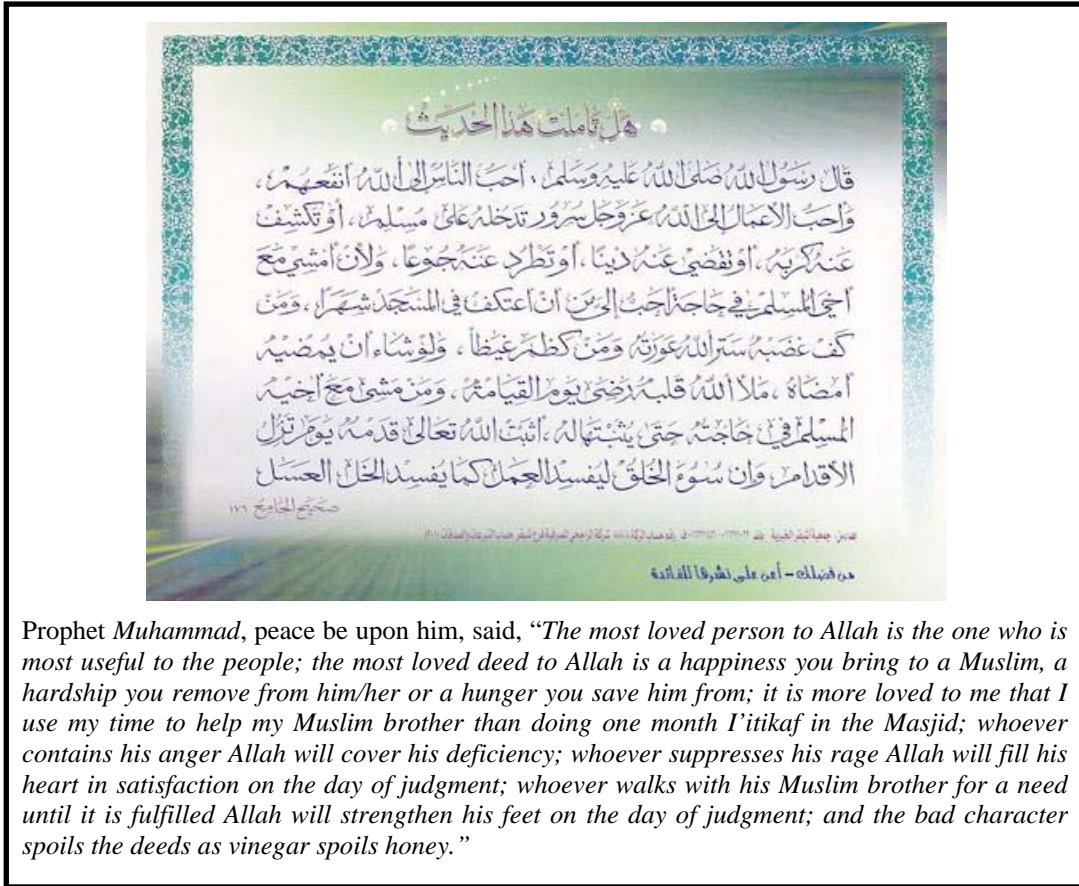 هل تأملت هذا الحديث
قال رسول الله صلى الله عليه وسلم ، أحب الناس إلى الله أنفعهم ،
وأحب الأعمال إلى الله عز وجل سرور تدخله على مسلم ، أو تكشف
عنه كربة ، أو تقضي عنه دينا ، أو تطرد عنه جوعا ، ولأن أمشي مع
أخي المسلم في حاجة أحب إلي من أن أعتكف في المسجد شهرا ، ومن
كف غضبه ستر الله عورته ومن كظم غيظاً ، ولو شاء أن يمضيه
أمضاه ، ملأ الله قلبه رضى يوم القيامة ، ومن مشى مع أخيه
المسلم في حاجته حتى يثبتها له ، أثبت الله تعالى قدمه يوم تزل
الأقدام ، وإن سوء الخلق ليفسد العمل كما يفسد الخل العسل
صحيح الجامع ١٧٦
من فضلك - أعن على نشرها للفائدة
Prophet Muhammad, peace be upon him, said, “The most loved person to Allah is the one who is
most useful to the people; the most loved deed to Allah is a happiness you bring to a Muslim, a
hardship you remove from him/her or a hunger you save him from; it is more loved to me that I
use my time to help my Muslim brother than doing one month I’itikaf in the Masjid; whoever
contains his anger Allah will cover his deficiency; whoever suppresses his rage Allah will fill his
heart in satisfaction on the day of judgment; whoever walks with his Muslim brother for a need
until it is fulfilled Allah will strengthen his feet on the day of judgment; and the bad character
spoils the deeds as vinegar spoils honey.”